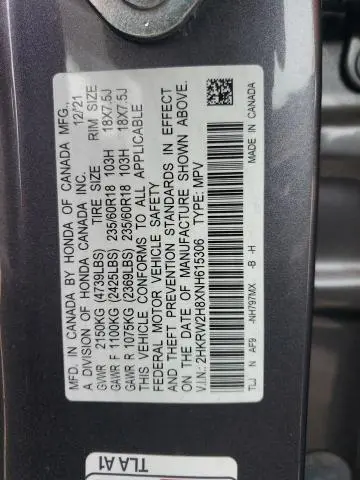 MFD. IN CANADA BY HONDA OF CANADA MFG.,
A DIVISION OF HONDA CANADA INC. 12/21
TIRE SIZE RIM SIZE
GVWR 2150KG (4739LBS)
GAWR F 1100KG (2425LBS) 235/60R18 103H 18X7.5J
GAWR R 1075KG (2369LBS) 235/60R18 103H 18X7.5J
THIS VEHICLE CONFORMS TO ALL APPLICABLE
FEDERAL MOTOR VEHICLE SAFETY
AND THEFT PREVENTION STANDARDS IN EFFECT
ON THE DATE OF MANUFACTURE SHOWN ABOVE.
V.I.N.: 2HKRW2H8XNH615306 TYPE: MPV
TLJ N AF9 -NH797MX -B -H
MADE IN CANADA
TLA A1